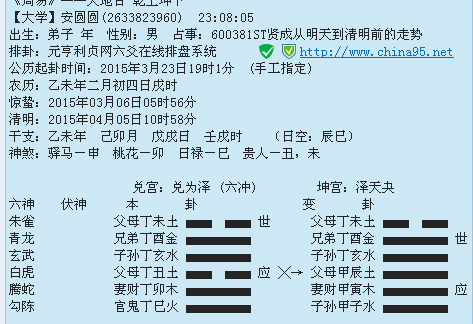 《周易》——天地日 乾上坤下
【大学】安圆圆(2633823960)  23:08:05
出生：弟子 年  性别：男  占事：600381ST贤成从明天到清明前的走势
排卦：元亨利贞网六爻在线排盘系统 http://www.china95.net
公历起卦时间：2015年3月23日19时1分 (手工指定)
农历：乙未年二月初四日戌时
惊蛰：2015年03月06日05时56分
清明：2015年04月05日10时58分
干支：乙未年  己卯月  戊戌日  壬戌时  （日空：辰巳）
神煞：驿马—申  桃花—卯  日禄—巳  贵人—丑，未
兑宫：兑为泽 (六冲)  坤宫：泽天夬
六神  伏神  本  卦  变  卦
朱雀  父母丁未土  世  父母丁未土
青龙  兄弟丁酉金  兄弟丁酉金  世
玄武  子孙丁亥水  子孙丁亥水
白虎  父母丁丑土  应  ╳→  父母甲辰土
螣蛇  妻财丁卯木  妻财甲寅木  应
勾陈  官鬼丁巳火  子孙甲子水